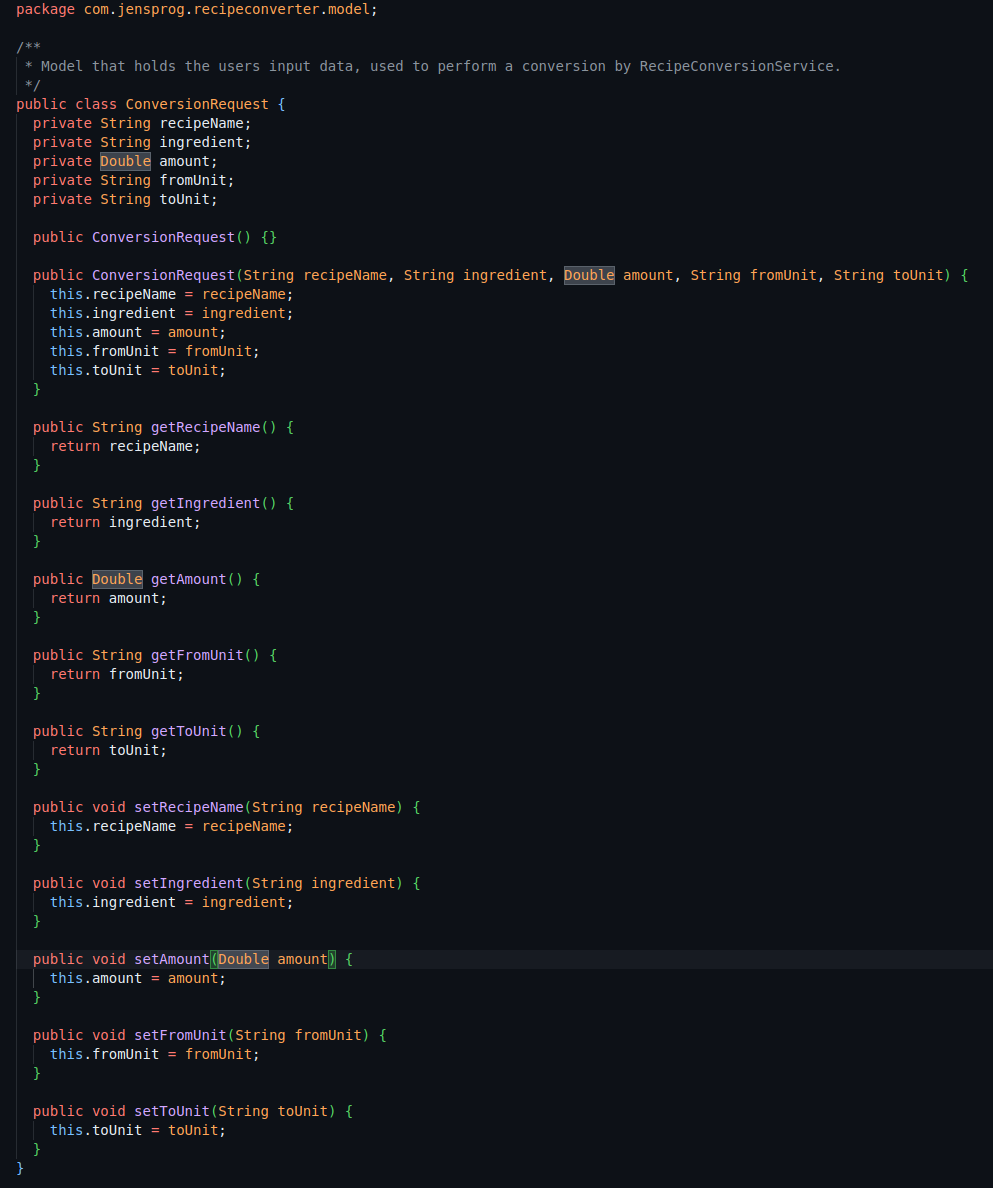 package com.jensprog.recipeconverter.model;

/**
 * Model that holds the users input data, used to perform a conversion by RecipeConversionService.
 */
public class ConversionRequest {
  private String recipeName;
  private String ingredient;
  private Double amount;
  private String fromUnit;
  private String toUnit;

  public ConversionRequest() {}

  public ConversionRequest(String recipeName, String ingredient, Double amount, String fromUnit, String toUnit) {
    this.recipeName = recipeName;
    this.ingredient = ingredient;
    this.amount = amount;
    this.fromUnit = fromUnit;
    this.toUnit = toUnit;
  }

  public String getRecipeName() {
    return recipeName;
  }

  public String getIngredient() {
    return ingredient;
  }

  public Double getAmount() {
    return amount;
  }

  public String getFromUnit() {
    return fromUnit;
  }

  public String getToUnit() {
    return toUnit;
  }

  public void setRecipeName(String recipeName) {
    this.recipeName = recipeName;
  }

  public void setIngredient(String ingredient) {
    this.ingredient = ingredient;
  }

  public void setAmount(Double amount) {
    this.amount = amount;
  }

  public void setFromUnit(String fromUnit) {
    this.fromUnit = fromUnit;
  }

  public void setToUnit(String toUnit) {
    this.toUnit = toUnit;
  }
}